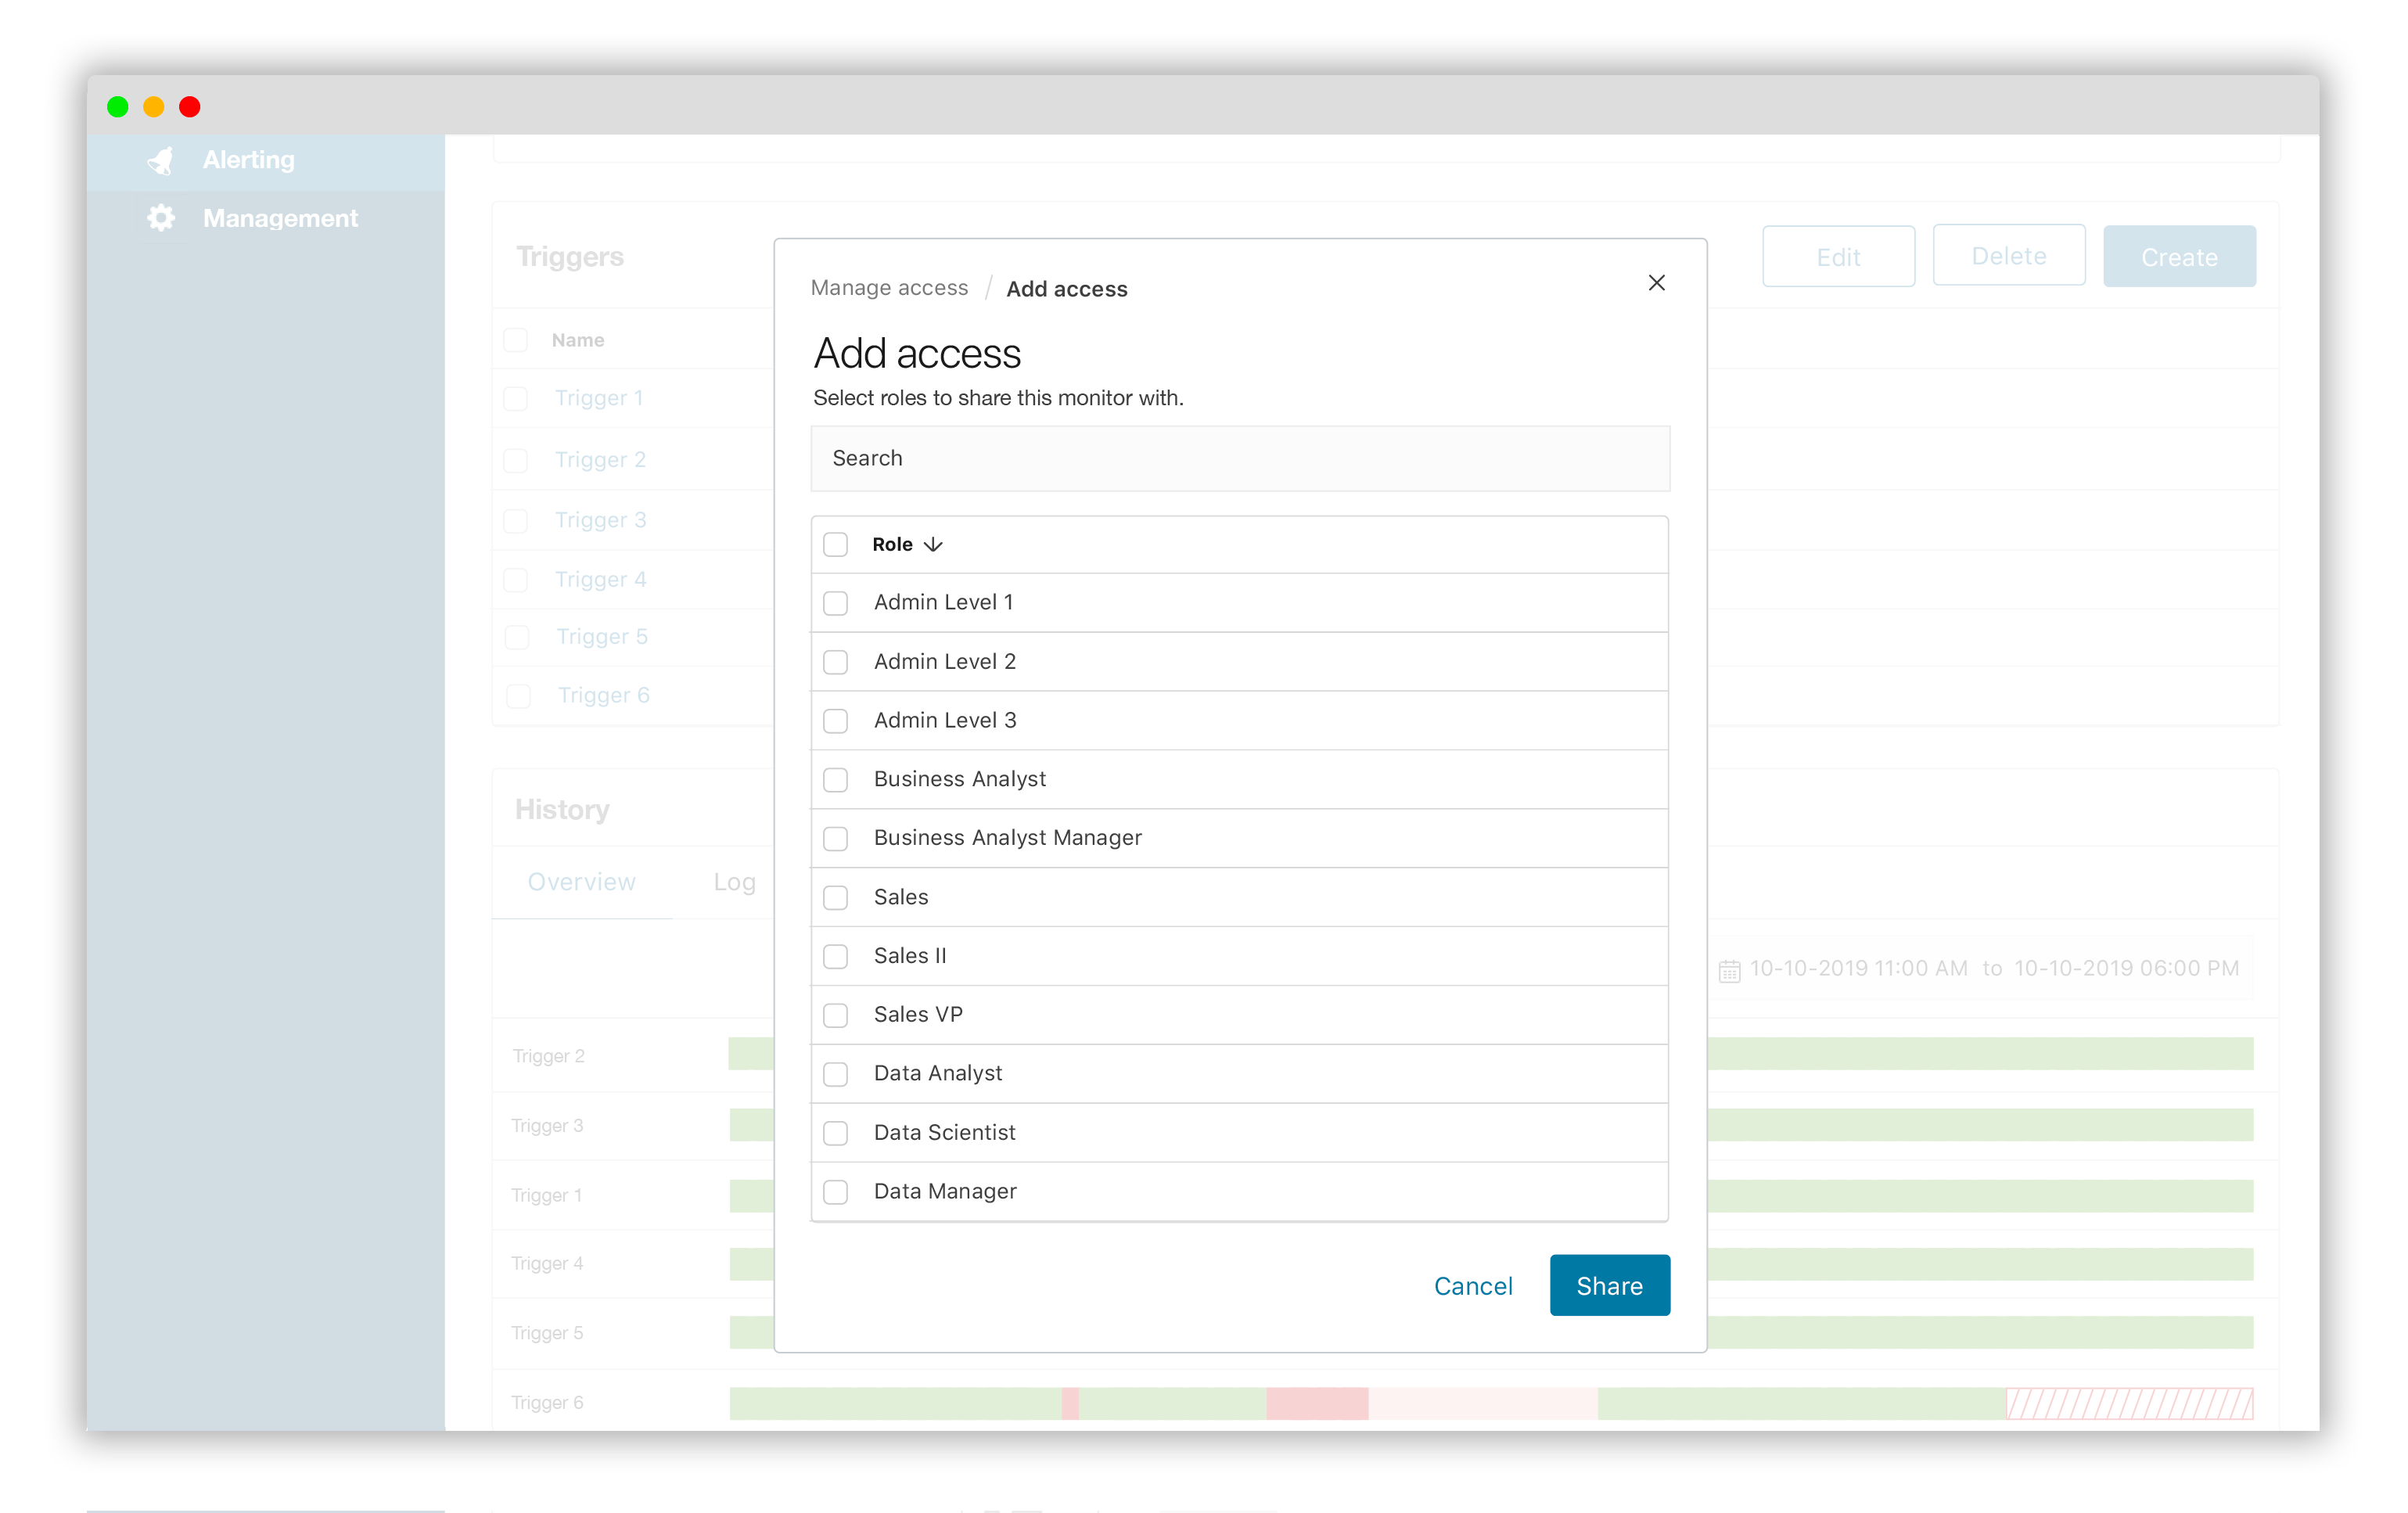 Alerting
Management
Triggers
Edit
Delete
Create
Name
Trigger 1
Trigger 2
Trigger 3
Trigger 4
Trigger 5
Trigger 6
History
Overview
Log
10-10-2019 11:00 AM to 10-10-2019 06:00 PM
Trigger 2
Trigger 3
Trigger 1
Trigger 4
Trigger 5
Trigger 6
Manage access / Add access
Add access
Select roles to share this monitor with.
Search
Role
Admin Level 1
Admin Level 2
Admin Level 3
Business Analyst
Business Analyst Manager
Sales
Sales II
Sales VP
Data Analyst
Data Scientist
Data Manager
Cancel
Share